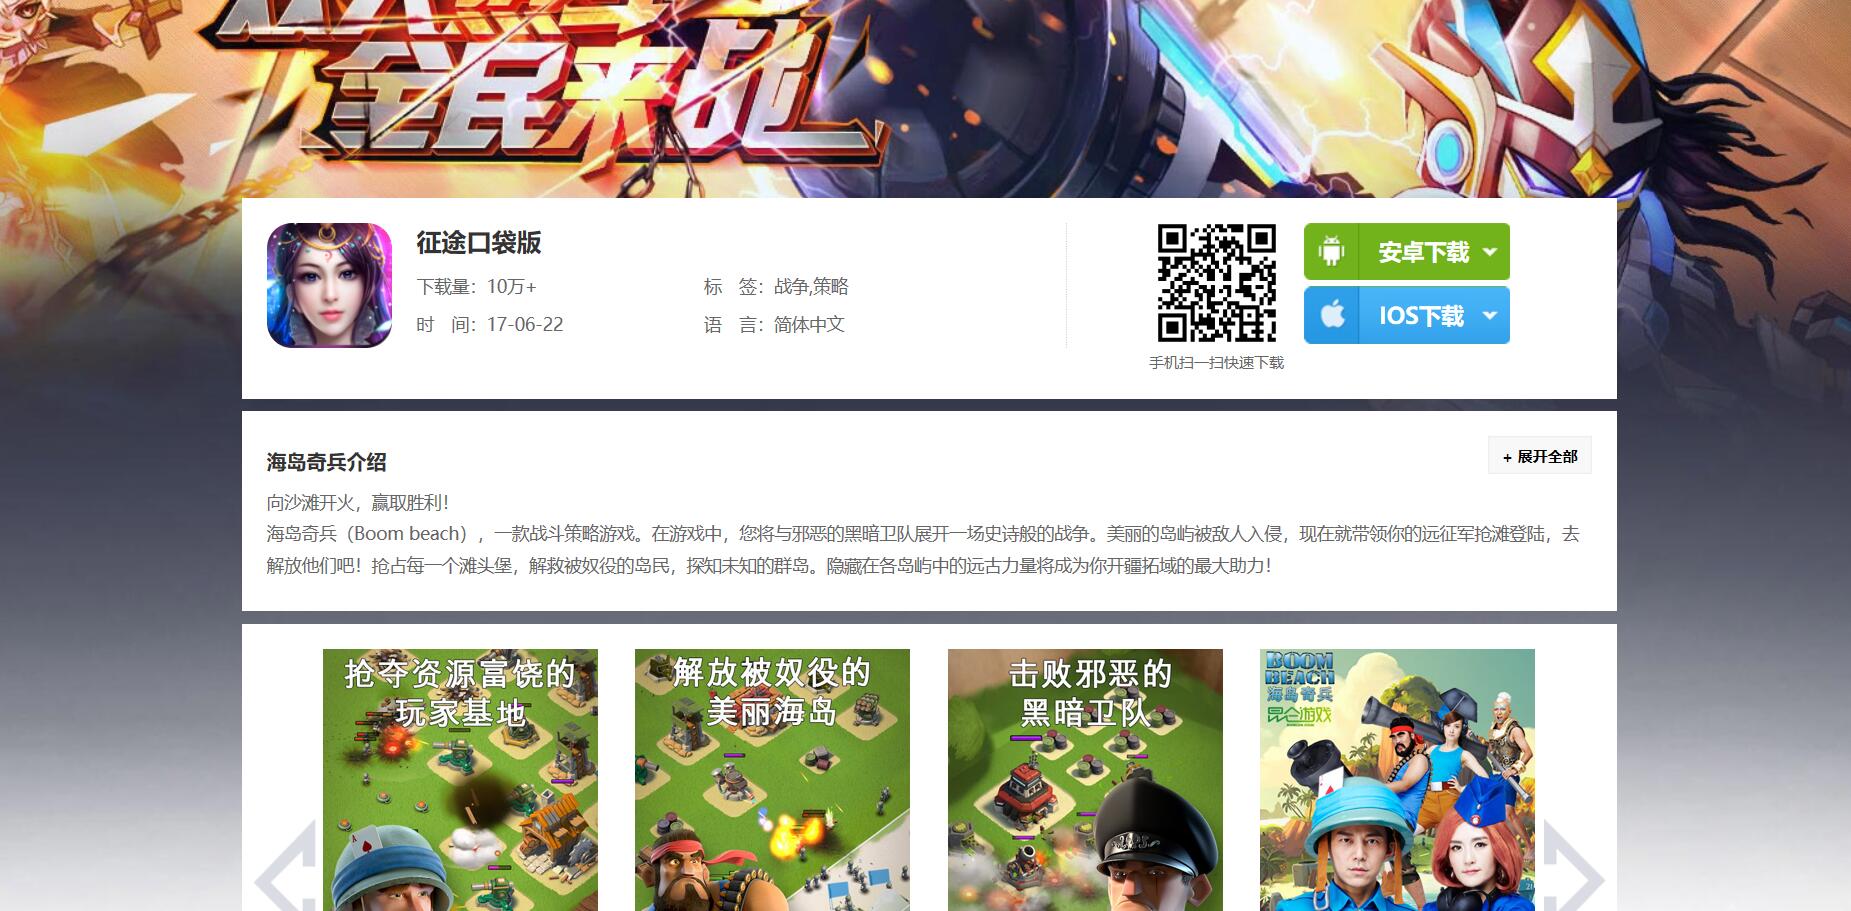 全民来战
征途口袋版
下载量：10万+
标 签：战争,策略
时 间：17-06-22
语 言：简体中文
手机扫一扫快速下载
安卓下载
IOS下载
海岛奇兵介绍
+ 展开全部
向沙滩开火，赢取胜利！
海岛奇兵（Boom beach），一款战斗策略游戏。在游戏中，您将与邪恶的黑暗卫队展开一场史诗般的战争。美丽的岛屿被敌人入侵，现在就带领你的远征军抢滩登陆，去
解放他们吧！抢占每一个滩头堡，解救被奴役的岛民，探知未知的群岛。隐藏在各岛屿中的远古力量将成为你开疆拓域的最大助力！
抢夺资源富饶的
玩家基地
解放被奴役的
美丽海岛
击败邪恶的
黑暗卫队
BOOM
BEACH
海岛奇兵
昆仑游戏